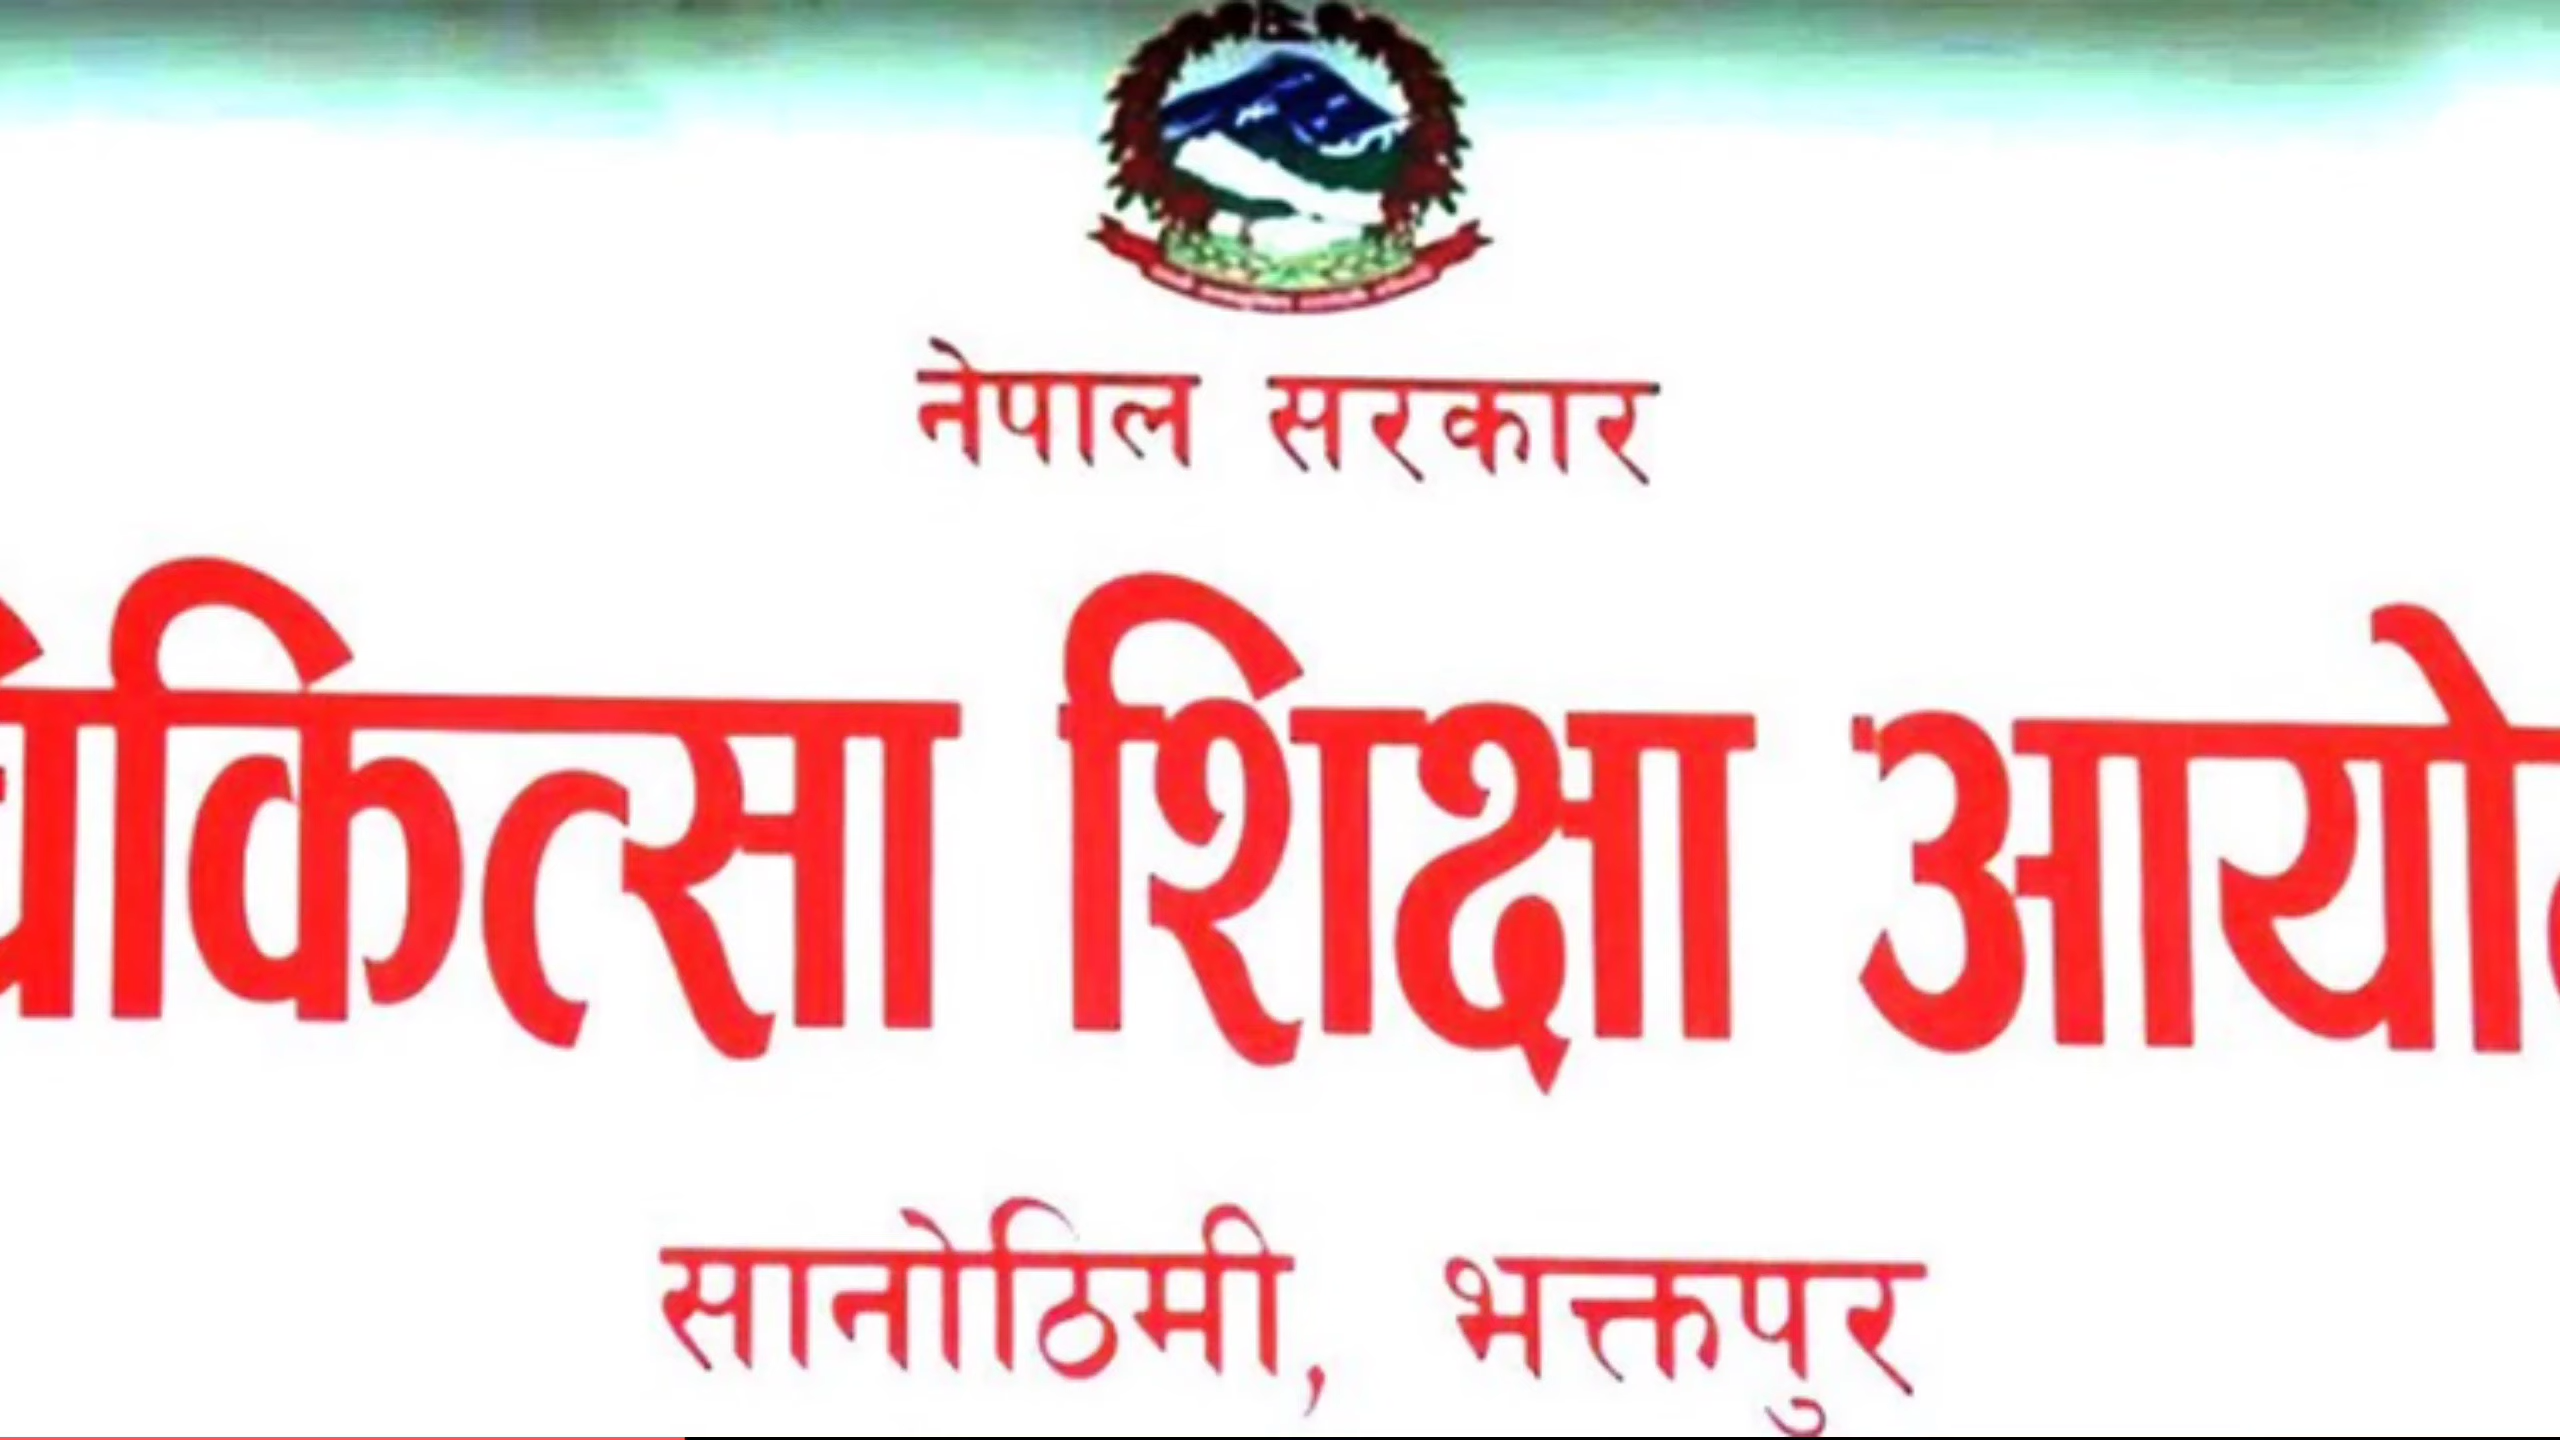 नेपाल सरकार
चिकित्सा शिक्षा आयो
सानोठिमी, भक्तपुर